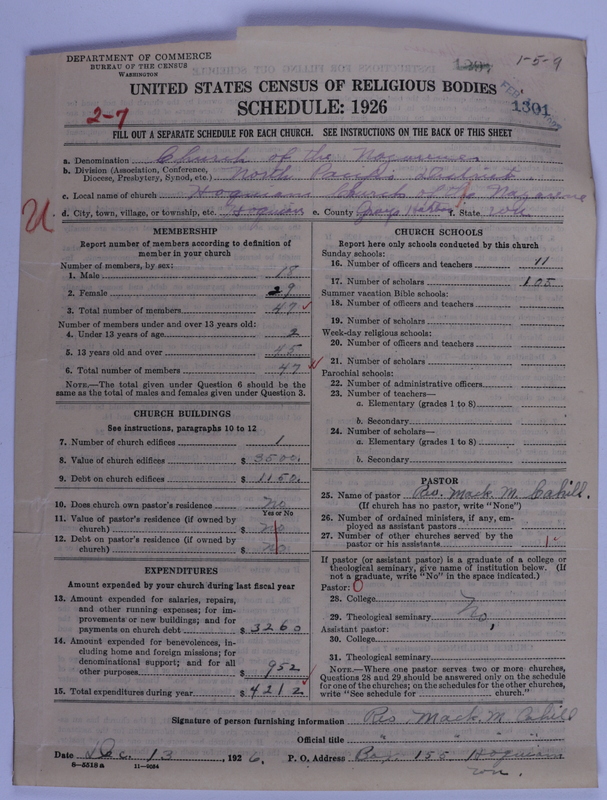 DEPARTMENT OF COMMERCE
BUREAU OF THE CENSUS
WASHINGTON
1-5-9
UNITED STATES CENSUS OF RELIGIOUS BODIES
SCHEDULE: 1926
1301
2-7
FILL OUT A SEPARATE SCHEDULE FOR EACH CHURCH. SEE INSTRUCTIONS ON THE BACK OF THIS SHEET
a. Denomination Church of the Nazarene
b. Division (Association, Conference, Diocese, Presbytery, Synod, etc.) North Pacific District
c. Local name of church Hoquiam Church of the Nazarene
d. City, town, village, or township, etc. Hoquiam e. County Grays Harbor f. State Wn
MEMBERSHIP
Report number of members according to definition of
member in your church
Number of members, by sex:
1. Male 18
2. Female 29
3. Total number of members 47
Number of members under and over 13 years old:
4. Under 13 years of age 2
5. 13 years old and over 45
6. Total number of members 47
NOTE.—The total given under Question 6 should be the
same as the total of males and females given under Question 3.
CHURCH BUILDINGS
See instructions, paragraphs 10 to 12
7. Number of church edifices 1
8. Value of church edifices $ 3500.
9. Debt on church edifices $ 1150.
10. Does church own pastor's residence no
Yes or No
11. Value of pastor's residence (if owned by
church) $ no
12. Debt on pastor's residence (if owned by
church) $ no
EXPENDITURES
Amount expended by your church during last fiscal year
13. Amount expended for salaries, repairs,
and other running expenses; for im-
provements or new buildings; and for
payments on church debt $ 3260
14. Amount expended for benevolences, in-
cluding home and foreign missions; for
denominational support; and for all
other purposes $ 952
15. Total expenditures during year $ 4212
CHURCH SCHOOLS
Report here only schools conducted by this church
Sunday schools:
16. Number of officers and teachers 11
17. Number of scholars 108
Summer vacation Bible schools:
18. Number of officers and teachers
19. Number of scholars
Week-day religious schools:
20. Number of officers and teachers
21. Number of scholars
Parochial schools:
22. Number of administrative officers
23. Number of teachers—
a. Elementary (grades 1 to 8)
b. Secondary
24. Number of scholars—
a. Elementary (grades 1 to 8)
b. Secondary
PASTOR
25. Name of pastor Rev. Mack. M. Cahill.
(If church has no pastor, write "None")
26. Number of ordained ministers, if any, em-
ployed as assistant pastors
27. Number of other churches served by the
pastor or his assistants
If pastor (or assistant pastor) is a graduate of a college or
theological seminary, give name of institution below. (If
not a graduate, write "No" in the space indicated.)
Pastor: 0
28. College
29. Theological seminary No,
Assistant pastor:
30. College
31. Theological seminary
NOTE.—Where one pastor serves two or more churches,
Questions 28 and 29 should be answered only on the schedule
for one of the churches; on the schedules for the other churches,
write "See schedule for church."
Signature of person furnishing information Rev. Mack. M. Cahill
Official title " " "
Date Dec. 13, 1926. P. O. Address Box 155 Hoquiam
Wn.
8-5518 a 11-2034